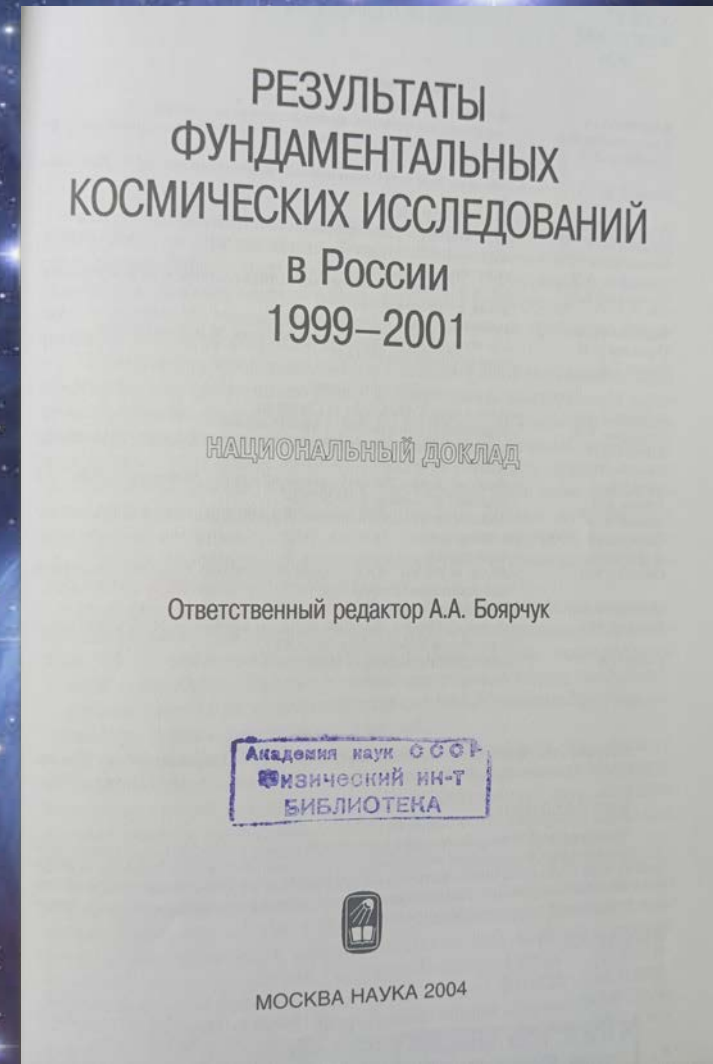 РЕЗУЛЬТАТЫ
ФУНДАМЕНТАЛЬНЫХ
КОСМИЧЕСКИХ ИССЛЕДОВАНИЙ
в России
1999–2001
НАЦИОНАЛЬНЫЙ ДОКЛАД
Ответственный редактор А.А. Боярчук
Академия наук СССР
Физический ин-т
БИБЛИОТЕКА
МОСКВА НАУКА 2004